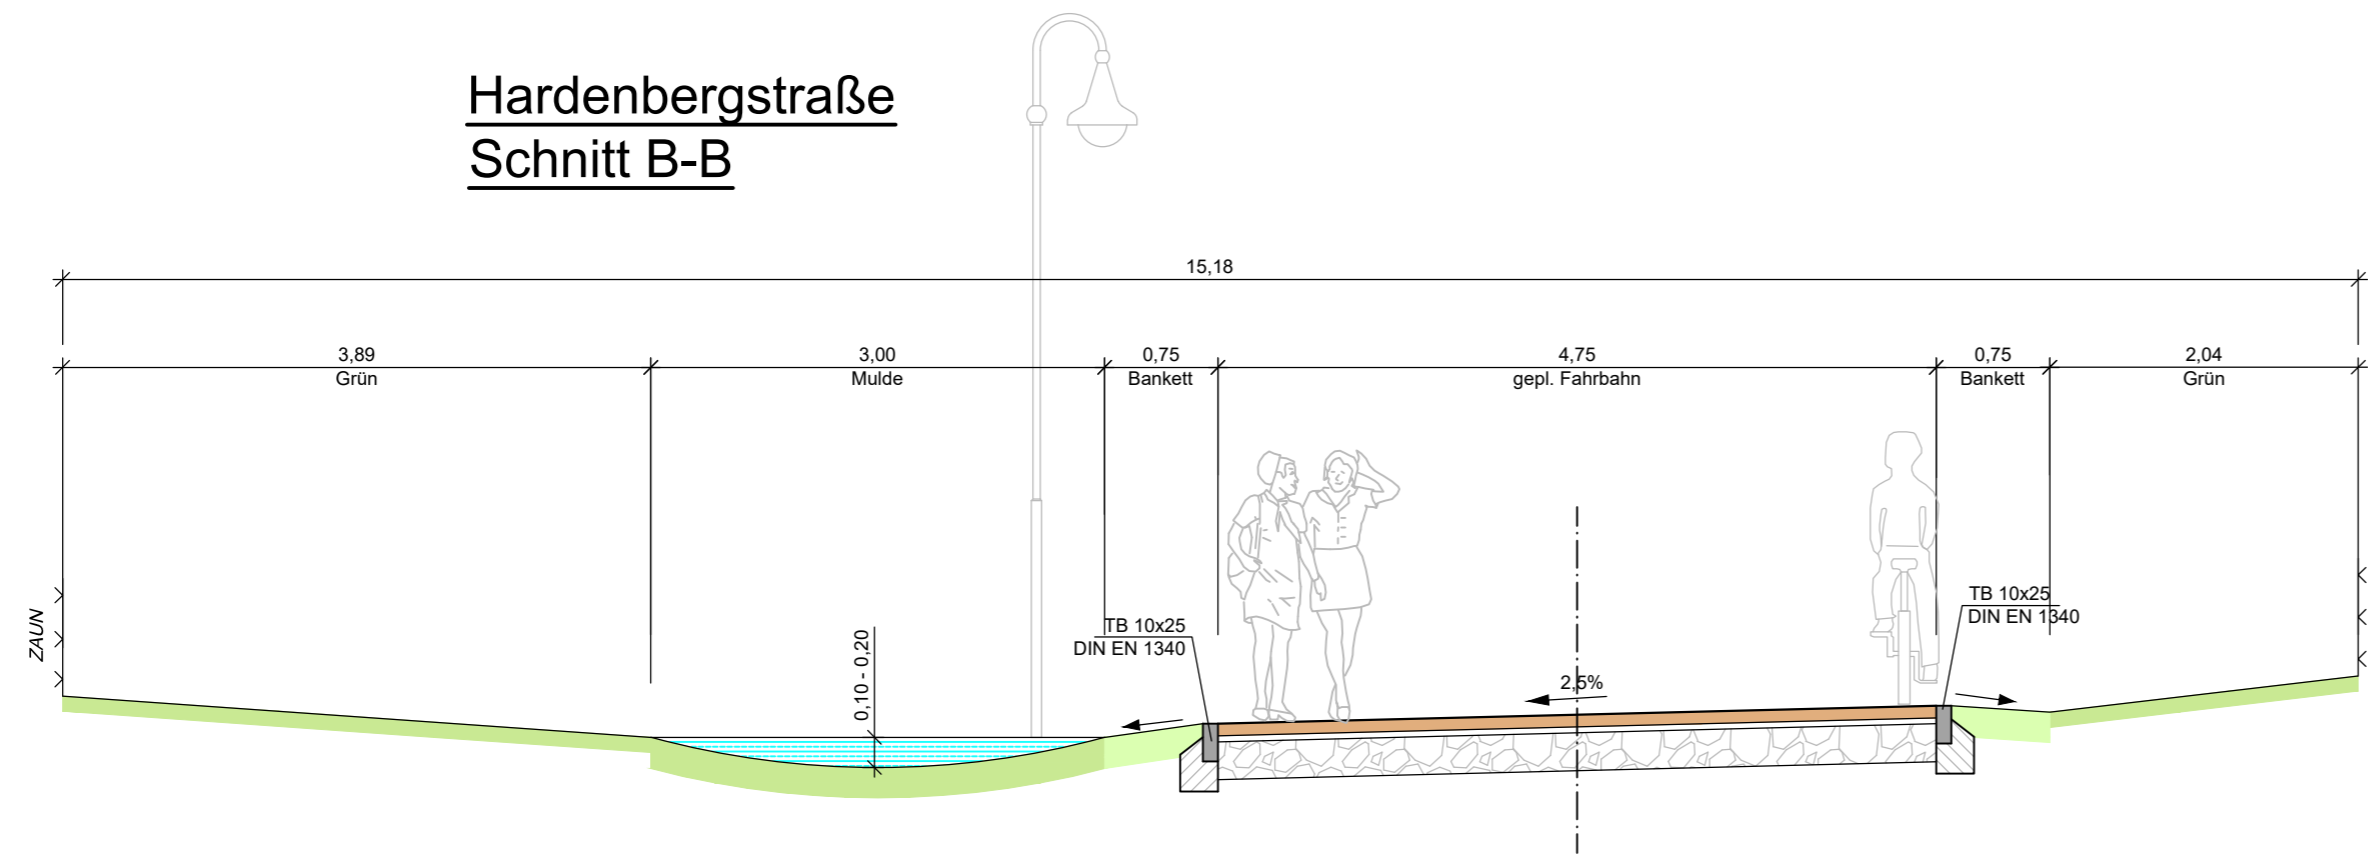 Hardenbergstraße
Schnitt B-B
15,18
3,89
3,00
0,75
4,75
0,75
2,04
Grün
Mulde
Bankett
gepl. Fahrbahn
Bankett
Grün
ZAUN
0,10 - 0,20
TB 10x25
DIN EN 1340
2,5%
TB 10x25
DIN EN 1340